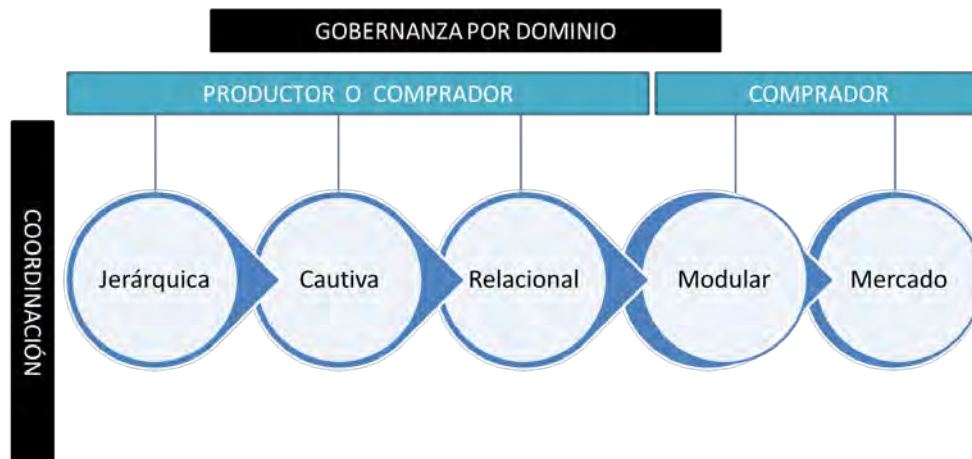 GOBERNANZA POR DOMINIO
PRODUCTOR O COMPRADOR
COMPRADOR
COORDINACIÓN
Jerárquica
Cautiva
Relacional
Modular
Mercado